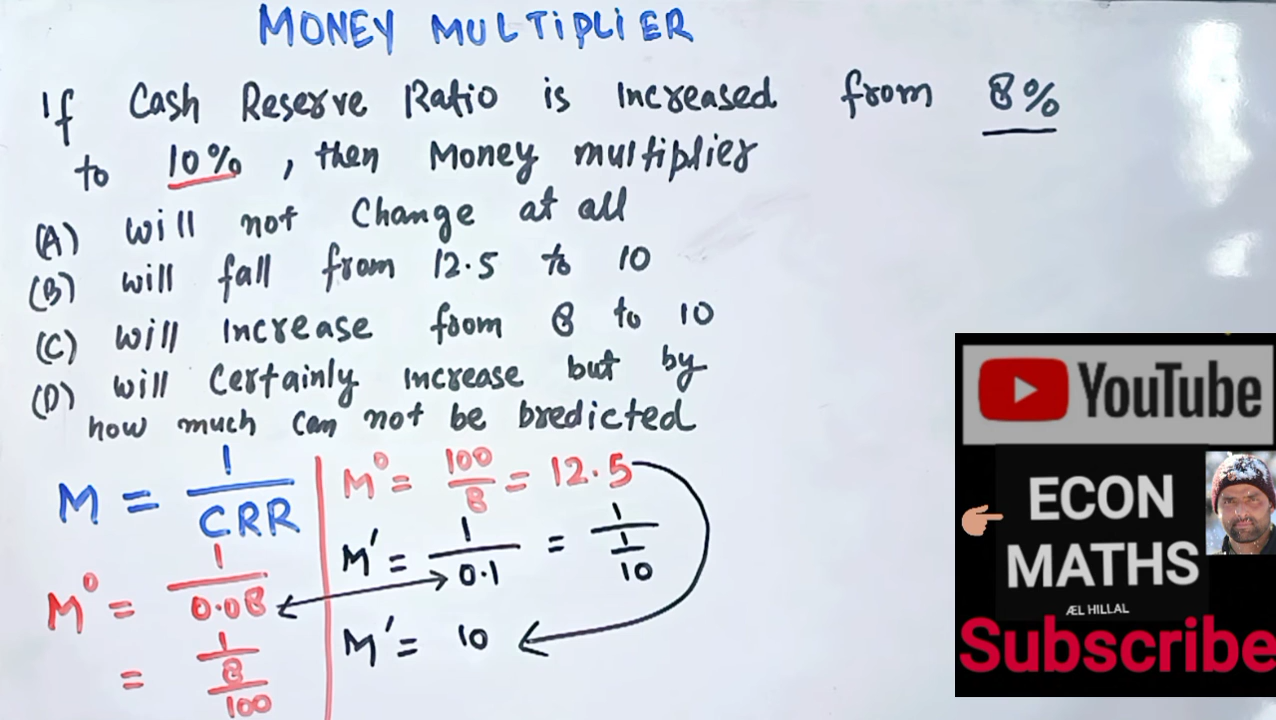 MONEY MULTIPLIER
If Cash Reserve Ratio is Increased from 8%
to 10%, then Money multiplier
(A) will not Change at all
(B) will fall from 12.5 to 10
(C) will Increase from 8 to 10
(D) will Certainly increase but by
how much can not be bredicted
M = 1/CRR
M⁰ = 1/0.08
= 1/(8/100)
M⁰ = 100/8 = 12.5
M' = 1/0.1 = 1/(1/10)
M' = 10
YouTube
ECON
MATHS
ÆL HILLAL
Subscribe